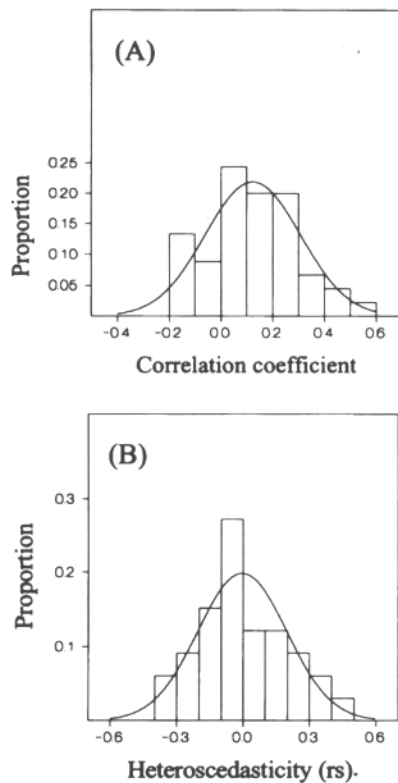 (A)
Proportion
0.25
0.20
0.15
0.10
0.05
-0.4 -0.2 0.0 0.2 0.4 0.6
Correlation coefficient
(B)
Proportion
0.3
0.2
0.1
-0.6 -0.3 0.0 0.3 0.6
Heteroscedasticity (rs).